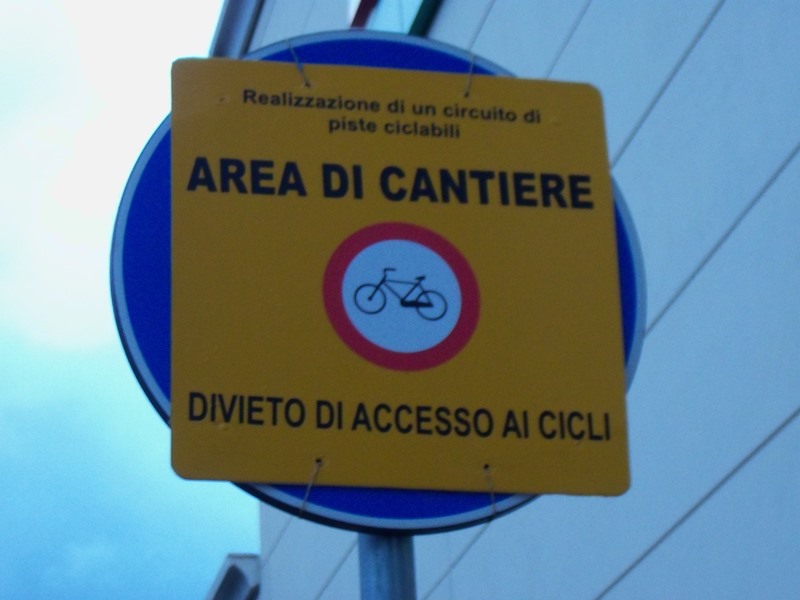 Realizzazione di un circuito di
piste ciclabili
AREA DI CANTIERE
DIVIETO DI ACCESSO AI CICLI